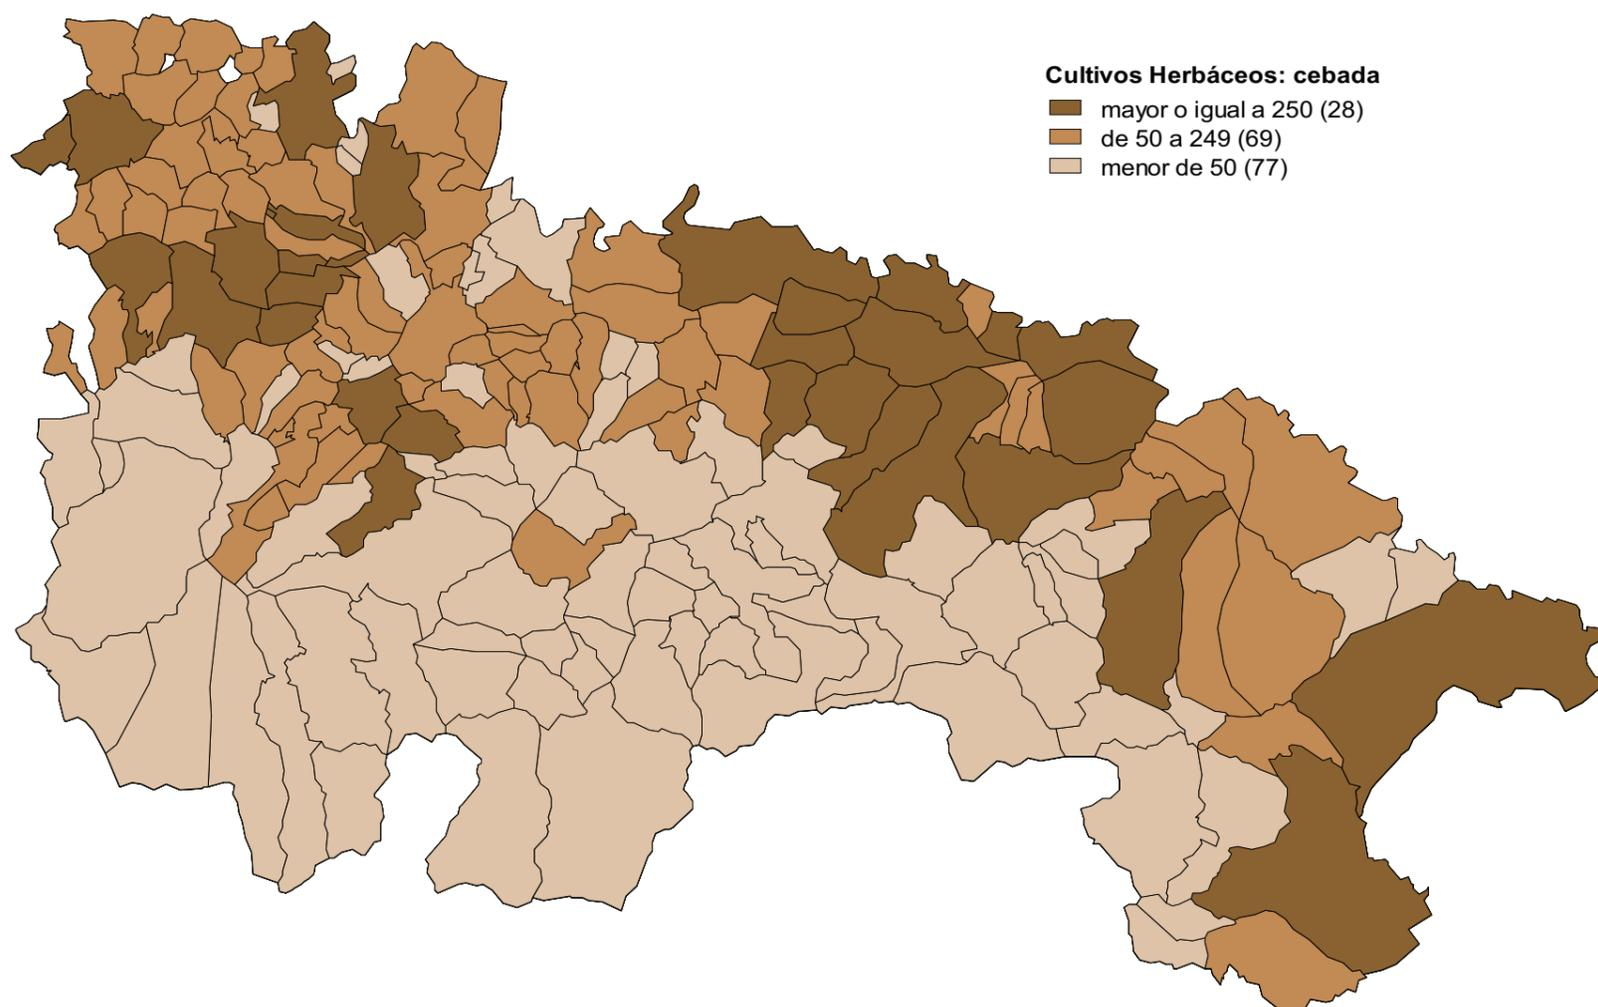 Cultivos Herbáceos: cebada
mayor o igual a 250 (28)
de 50 a 249 (69)
menor de 50 (77)